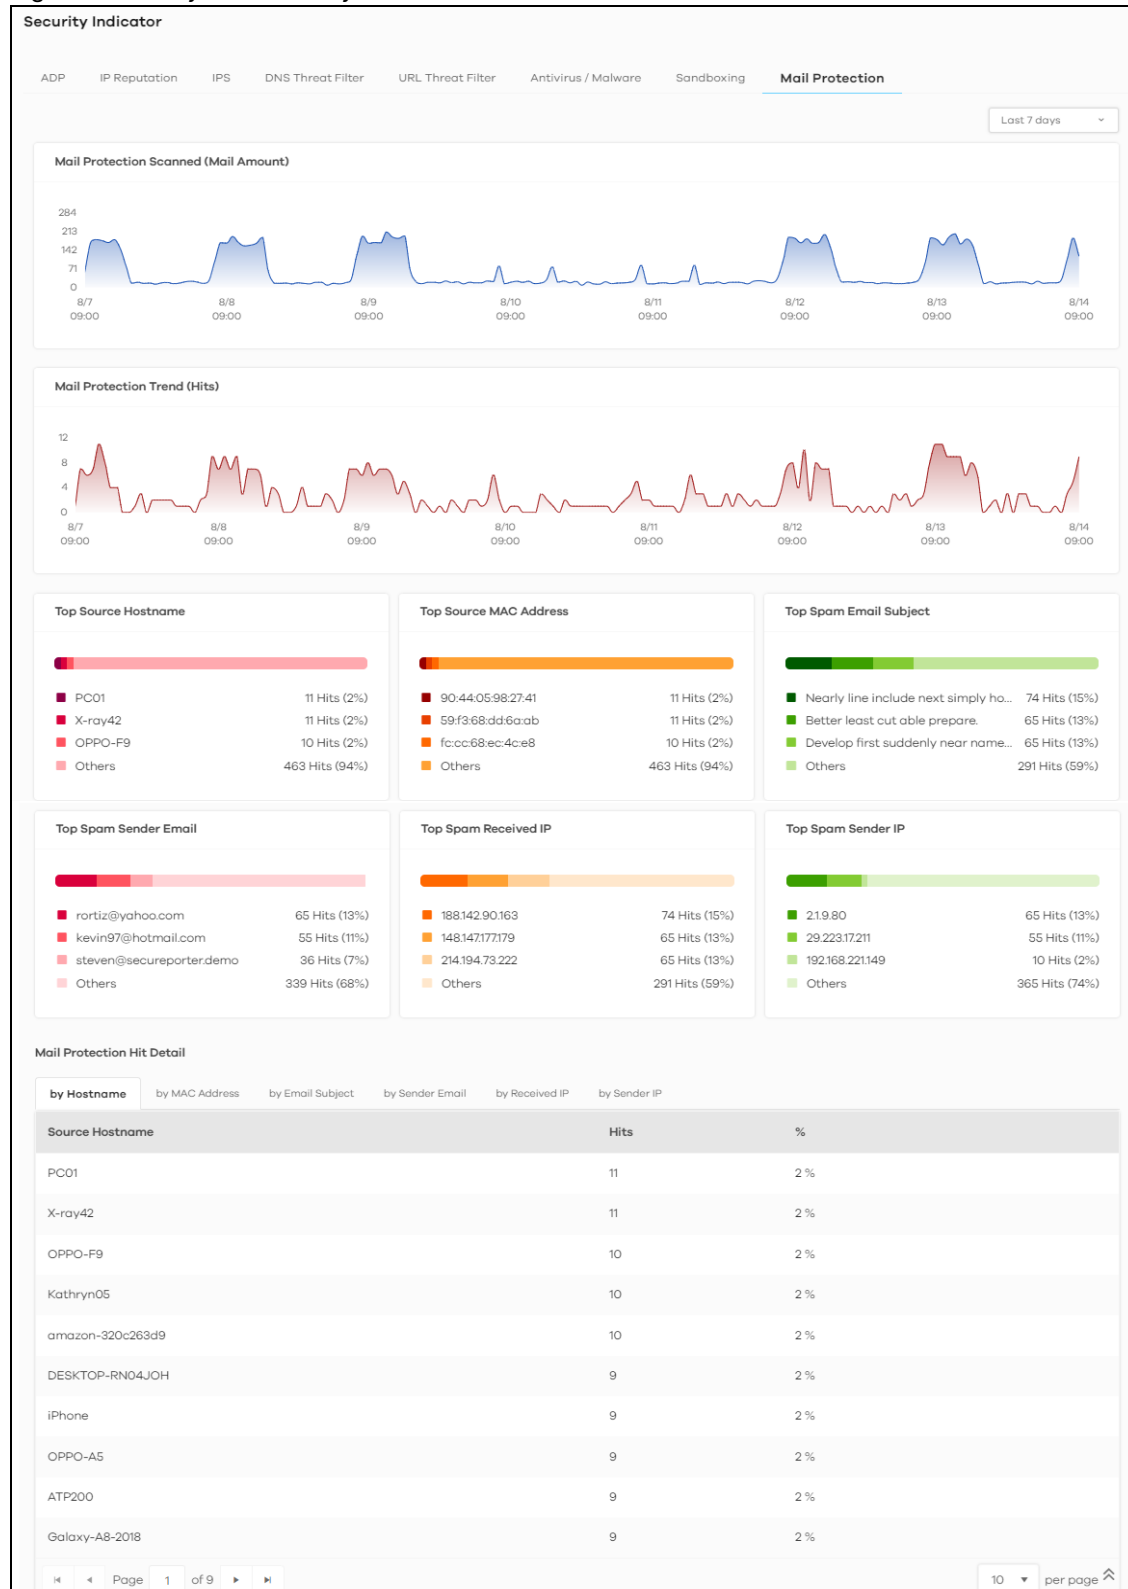 Security Indicator
ADP IP Reputation IPS DNS Threat Filter URL Threat Filter Antivirus / Malware Sandboxing Mail Protection
Last 7 days
Mail Protection Scanned (Mail Amount)
284
213
142
71
0
8/7 8/8 8/9 8/10 8/11 8/12 8/13 8/14
09:00 09:00 09:00 09:00 09:00 09:00 09:00 09:00
Mail Protection Trend (Hits)
12
8
4
0
8/7 8/8 8/9 8/10 8/11 8/12 8/13 8/14
09:00 09:00 09:00 09:00 09:00 09:00 09:00 09:00
Top Source Hostname
PC01 11 Hits (2%)
X-ray42 11 Hits (2%)
OPPO-F9 10 Hits (2%)
Others 463 Hits (94%)
Top Source MAC Address
90:44:05:98:27:41 11 Hits (2%)
59:f3:68:dd:6a:ab 11 Hits (2%)
fc:cc:68:ec:4c:e8 10 Hits (2%)
Others 463 Hits (94%)
Top Spam Email Subject
Nearly line include next simply ho... 74 Hits (15%)
Better least cut able prepare. 65 Hits (13%)
Develop first suddenly near name... 65 Hits (13%)
Others 291 Hits (59%)
Top Spam Sender Email
rortiz@yahoo.com 65 Hits (13%)
kevin97@hotmail.com 55 Hits (11%)
steven@secureporter.demo 36 Hits (7%)
Others 339 Hits (68%)
Top Spam Received IP
188.142.90.163 74 Hits (15%)
148.147.177.179 65 Hits (13%)
214.194.73.222 65 Hits (13%)
Others 291 Hits (59%)
Top Spam Sender IP
2.1.9.80 65 Hits (13%)
29.223.17.211 55 Hits (11%)
192.168.221.149 10 Hits (2%)
Others 365 Hits (74%)
Mail Protection Hit Detail
by Hostname by MAC Address by Email Subject by Sender Email by Received IP by Sender IP
Source Hostname Hits %
PC01 11 2 %
X-ray42 11 2 %
OPPO-F9 10 2 %
Kathryn05 10 2 %
amazon-320c263d9 10 2 %
DESKTOP-RN04JOH 9 2 %
iPhone 9 2 %
OPPO-A5 9 2 %
ATP200 9 2 %
Galaxy-A8-2018 9 2 %
Page 1 of 9 10 per page